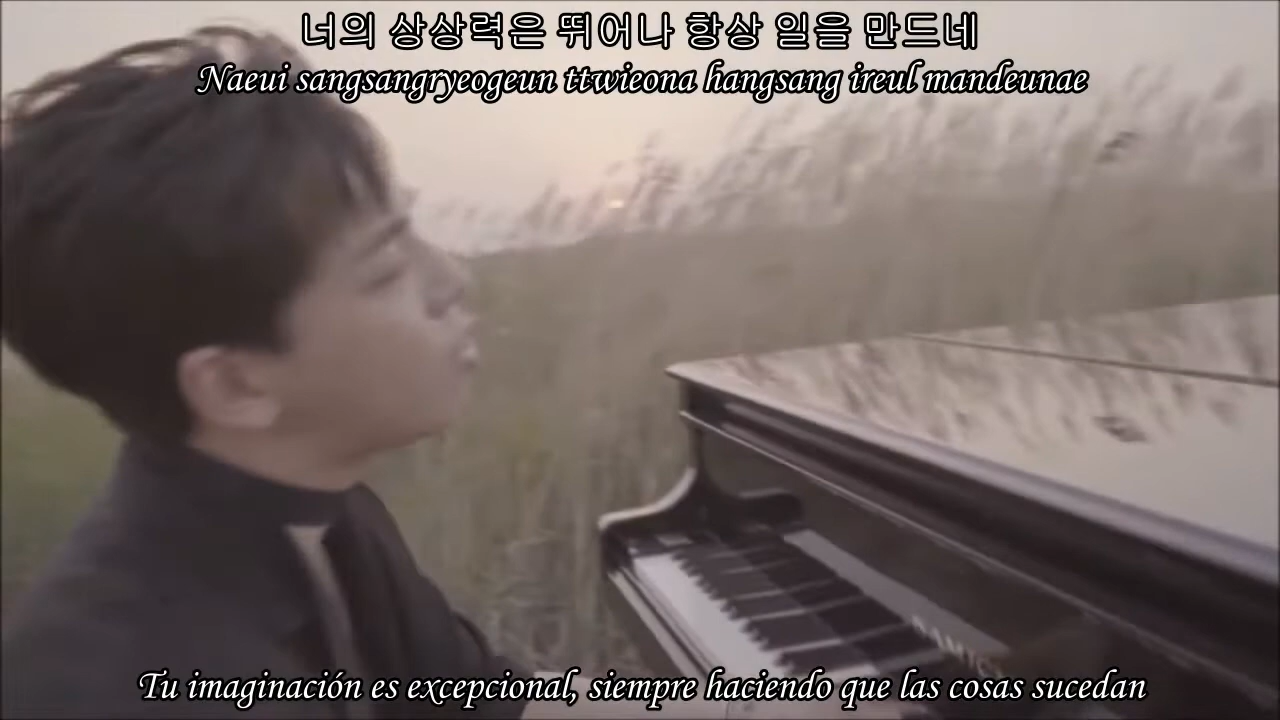 너의 상상력은 뛰어나 항상 일을 만드네
Naeui sangsangryeogeun ttwieona hangsang ireul mandeunae
SAMICK
Tu imaginación es excepcional, siempre haciendo que las cosas sucedan